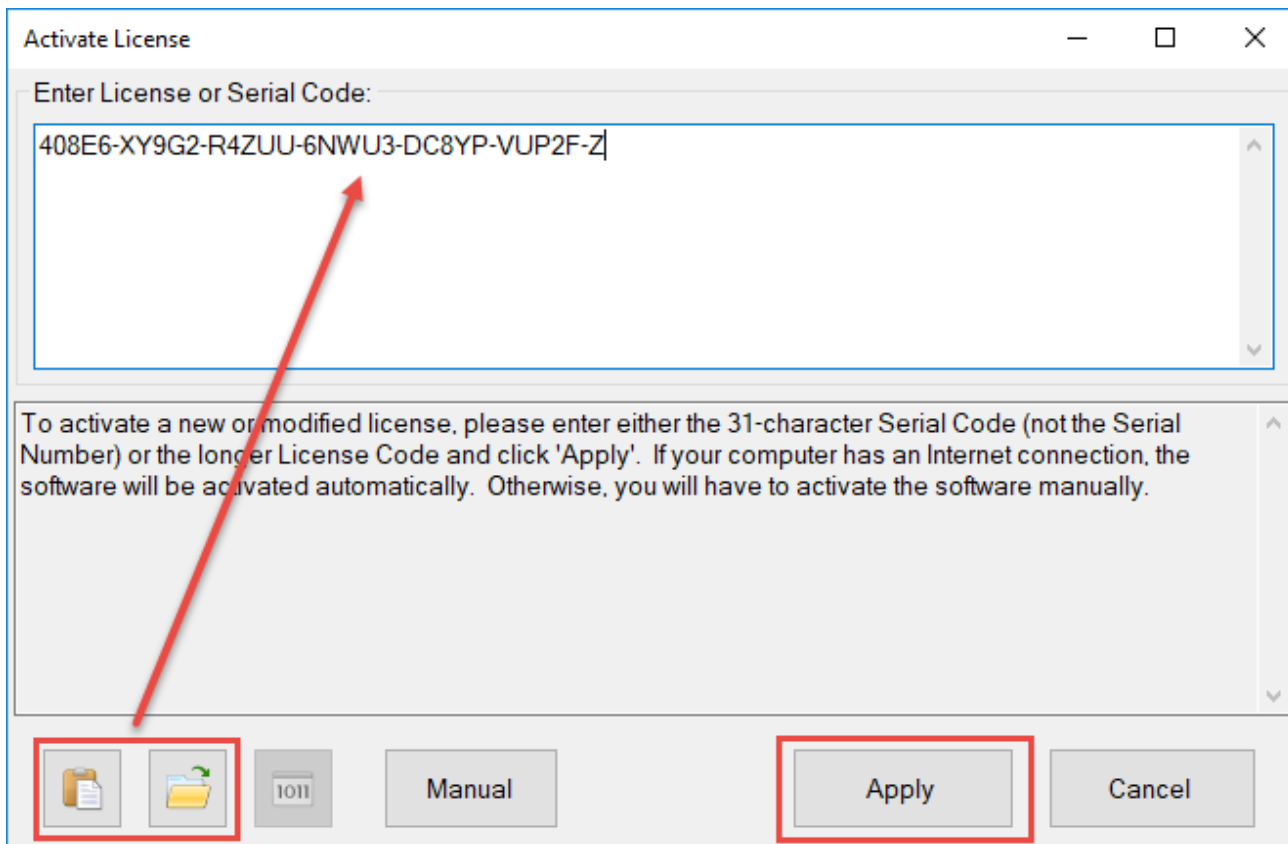 Activate License
Enter License or Serial Code:
408E6-XY9G2-R4ZUU-6NWU3-DC8YP-VUP2F-Z
To activate a new or modified license, please enter either the 31-character Serial Code (not the Serial
Number) or the longer License Code and click 'Apply'.  If your computer has an Internet connection, the
software will be activated automatically.  Otherwise, you will have to activate the software manually.
1011
Manual
Apply
Cancel